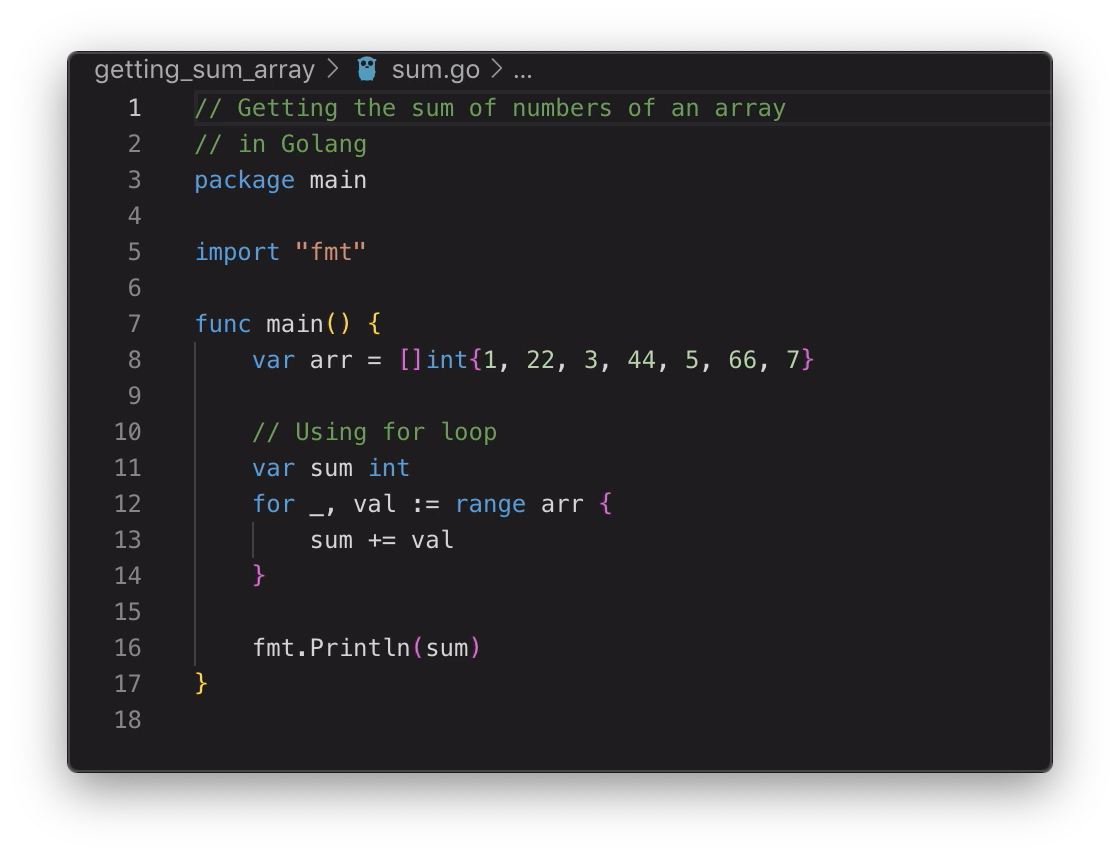 getting_sum_array > sum.go > ...
1 // Getting the sum of numbers of an array
2 // in Golang
3 package main
4
5 import "fmt"
6
7 func main() {
8     var arr = []int{1, 22, 3, 44, 5, 66, 7}
9
10     // Using for loop
11     var sum int
12     for _, val := range arr {
13         sum += val
14     }
15
16     fmt.Println(sum)
17 }
18